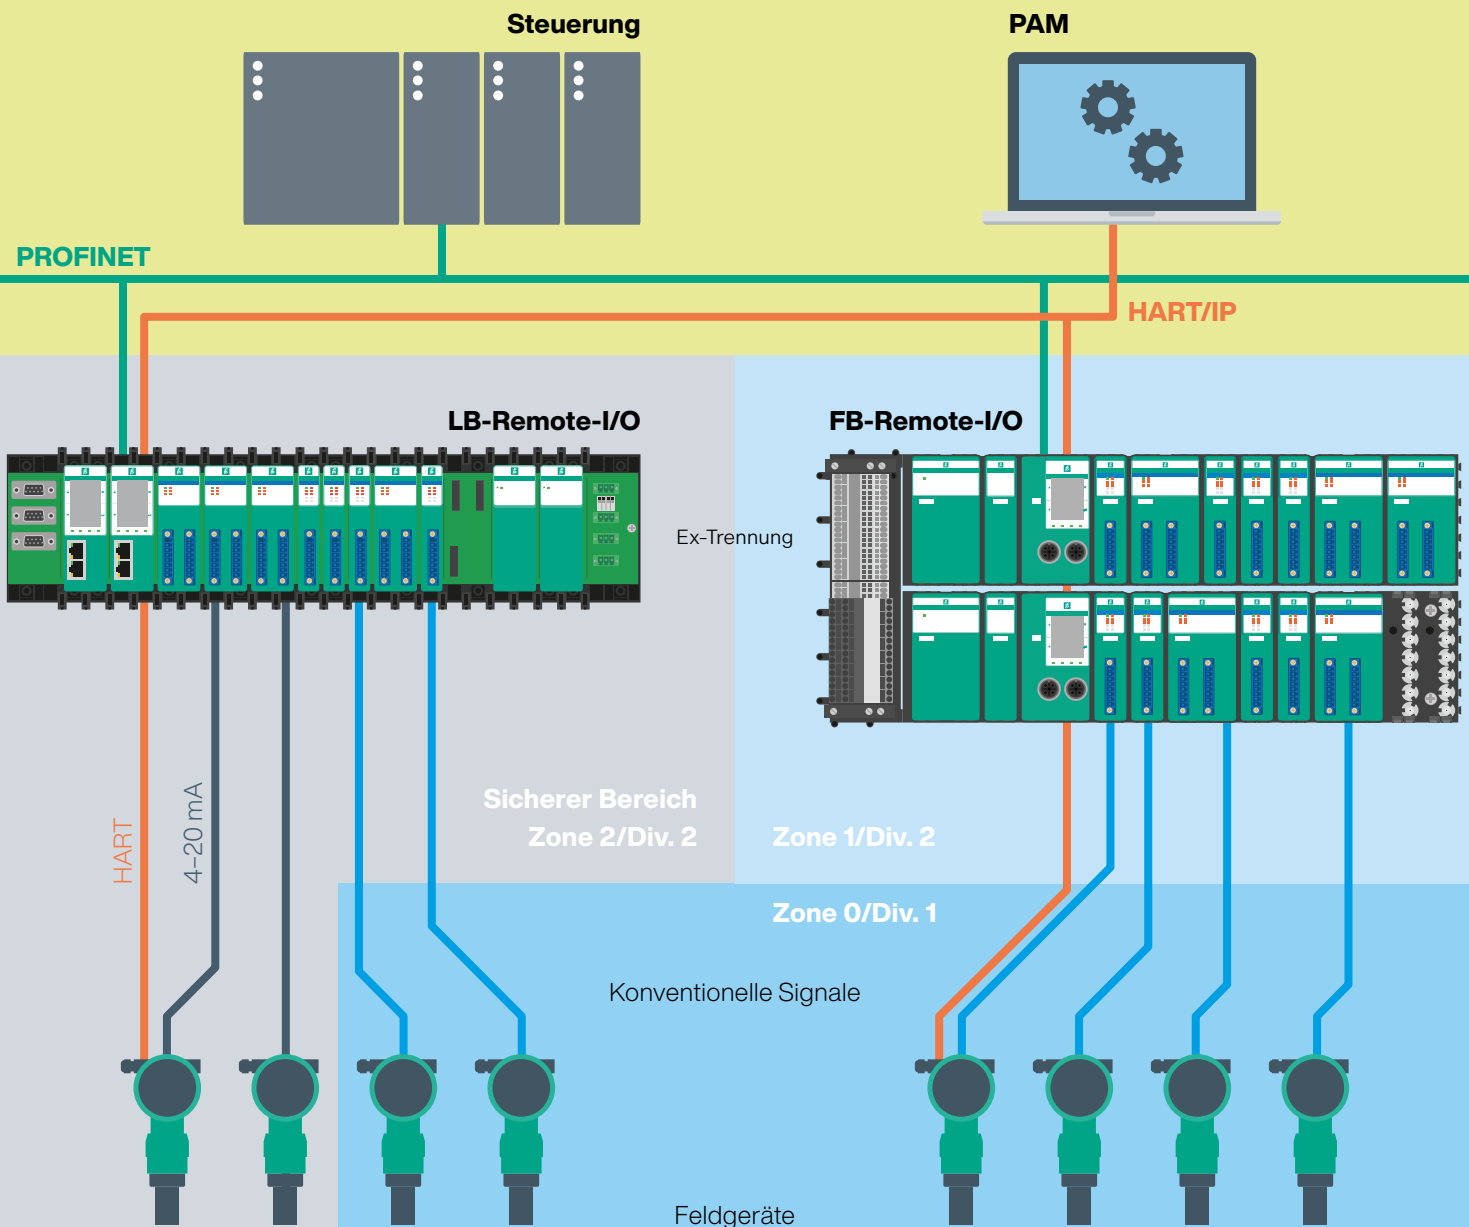 Steuerung
PAM
PROFINET
HART/IP
LB-Remote-I/O
FB-Remote-I/O
Ex-Trennung
Sicherer Bereich
Zone 2/Div. 2
Zone 1/Div. 2
HART
4–20 mA
Zone 0/Div. 1
Konventionelle Signale
Feldgeräte